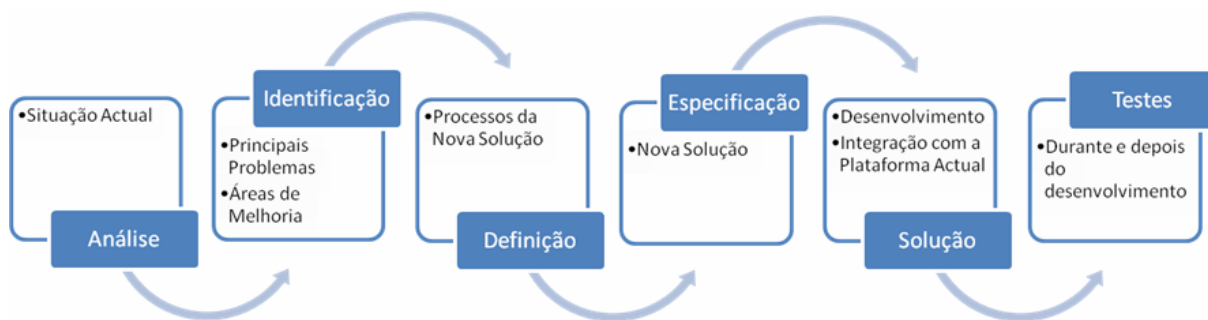 •Situação Actual
Análise
Identificação
•Principais
Problemas
•Áreas de
Melhoria
•Processos da
Nova Solução
Definição
Especificação
•Nova Solução
•Desenvolvimento
•Integração com a
Plataforma Actual
Solução
Testes
•Durante e depois
do
desenvolvimento